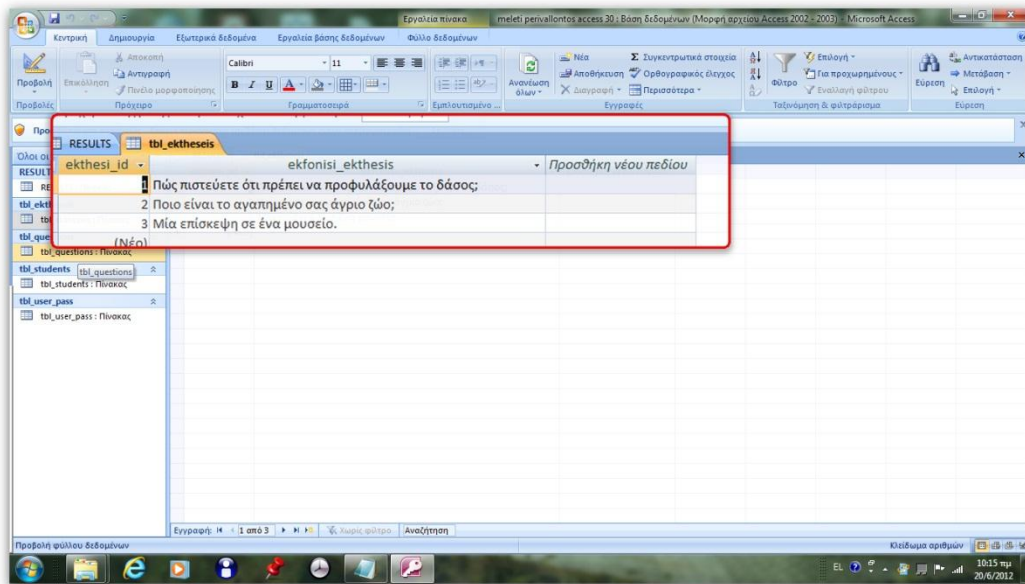 Εργαλεία πίνακα
meleti perivallontos access 30 : Βάση δεδομένων (Μορφή αρχείου Access 2002 - 2003) - Microsoft Access
Κεντρική Δημιουργία Εξωτερικά δεδομένα Εργαλεία βάσης δεδομένων Φύλλο δεδομένων
Προβολή
Επικόλληση
Αποκοπή
Αντιγραφή
Πινέλο μορφοποίησης
Calibri 11
B I U
Ανανέωση όλων
Νέα
Αποθήκευση
Διαγραφή
Συγκεντρωτικά στοιχεία
Ορθογραφικός έλεγχος
Περισσότερα
Φίλτρο
Επιλογή
Για προχωρημένους
Εναλλαγή φίλτρου
Εύρεση
Αντικατάσταση
Μετάβαση
Επιλογή
Προβολές Πρόχειρο Γραμματοσειρά Εμπλουτισμένο ... Εγγραφές Ταξινόμηση & φιλτράρισμα Εύρεση
RESULTS tbl_ektheseis
ekthesi_id ekfonisi_ekthesis Προσθήκη νέου πεδίου
1 Πώς πιστεύετε ότι πρέπει να προφυλάξουμε το δάσος;
2 Ποιο είναι το αγαπημένο σας άγριο ζώο;
3 Μία επίσκεψη σε ένα μουσείο.
(Νέο)
tbl_questions : Πίνακας
tbl_students
tbl_questions
tbl_students : Πίνακας
tbl_user_pass
tbl_user_pass : Πίνακας
Εγγραφή: 1 από 3 Χωρίς φίλτρο Αναζήτηση
Προβολή φύλλου δεδομένων
Κλείδωμα αριθμών
EL
10:15 πμ
20/6/2012